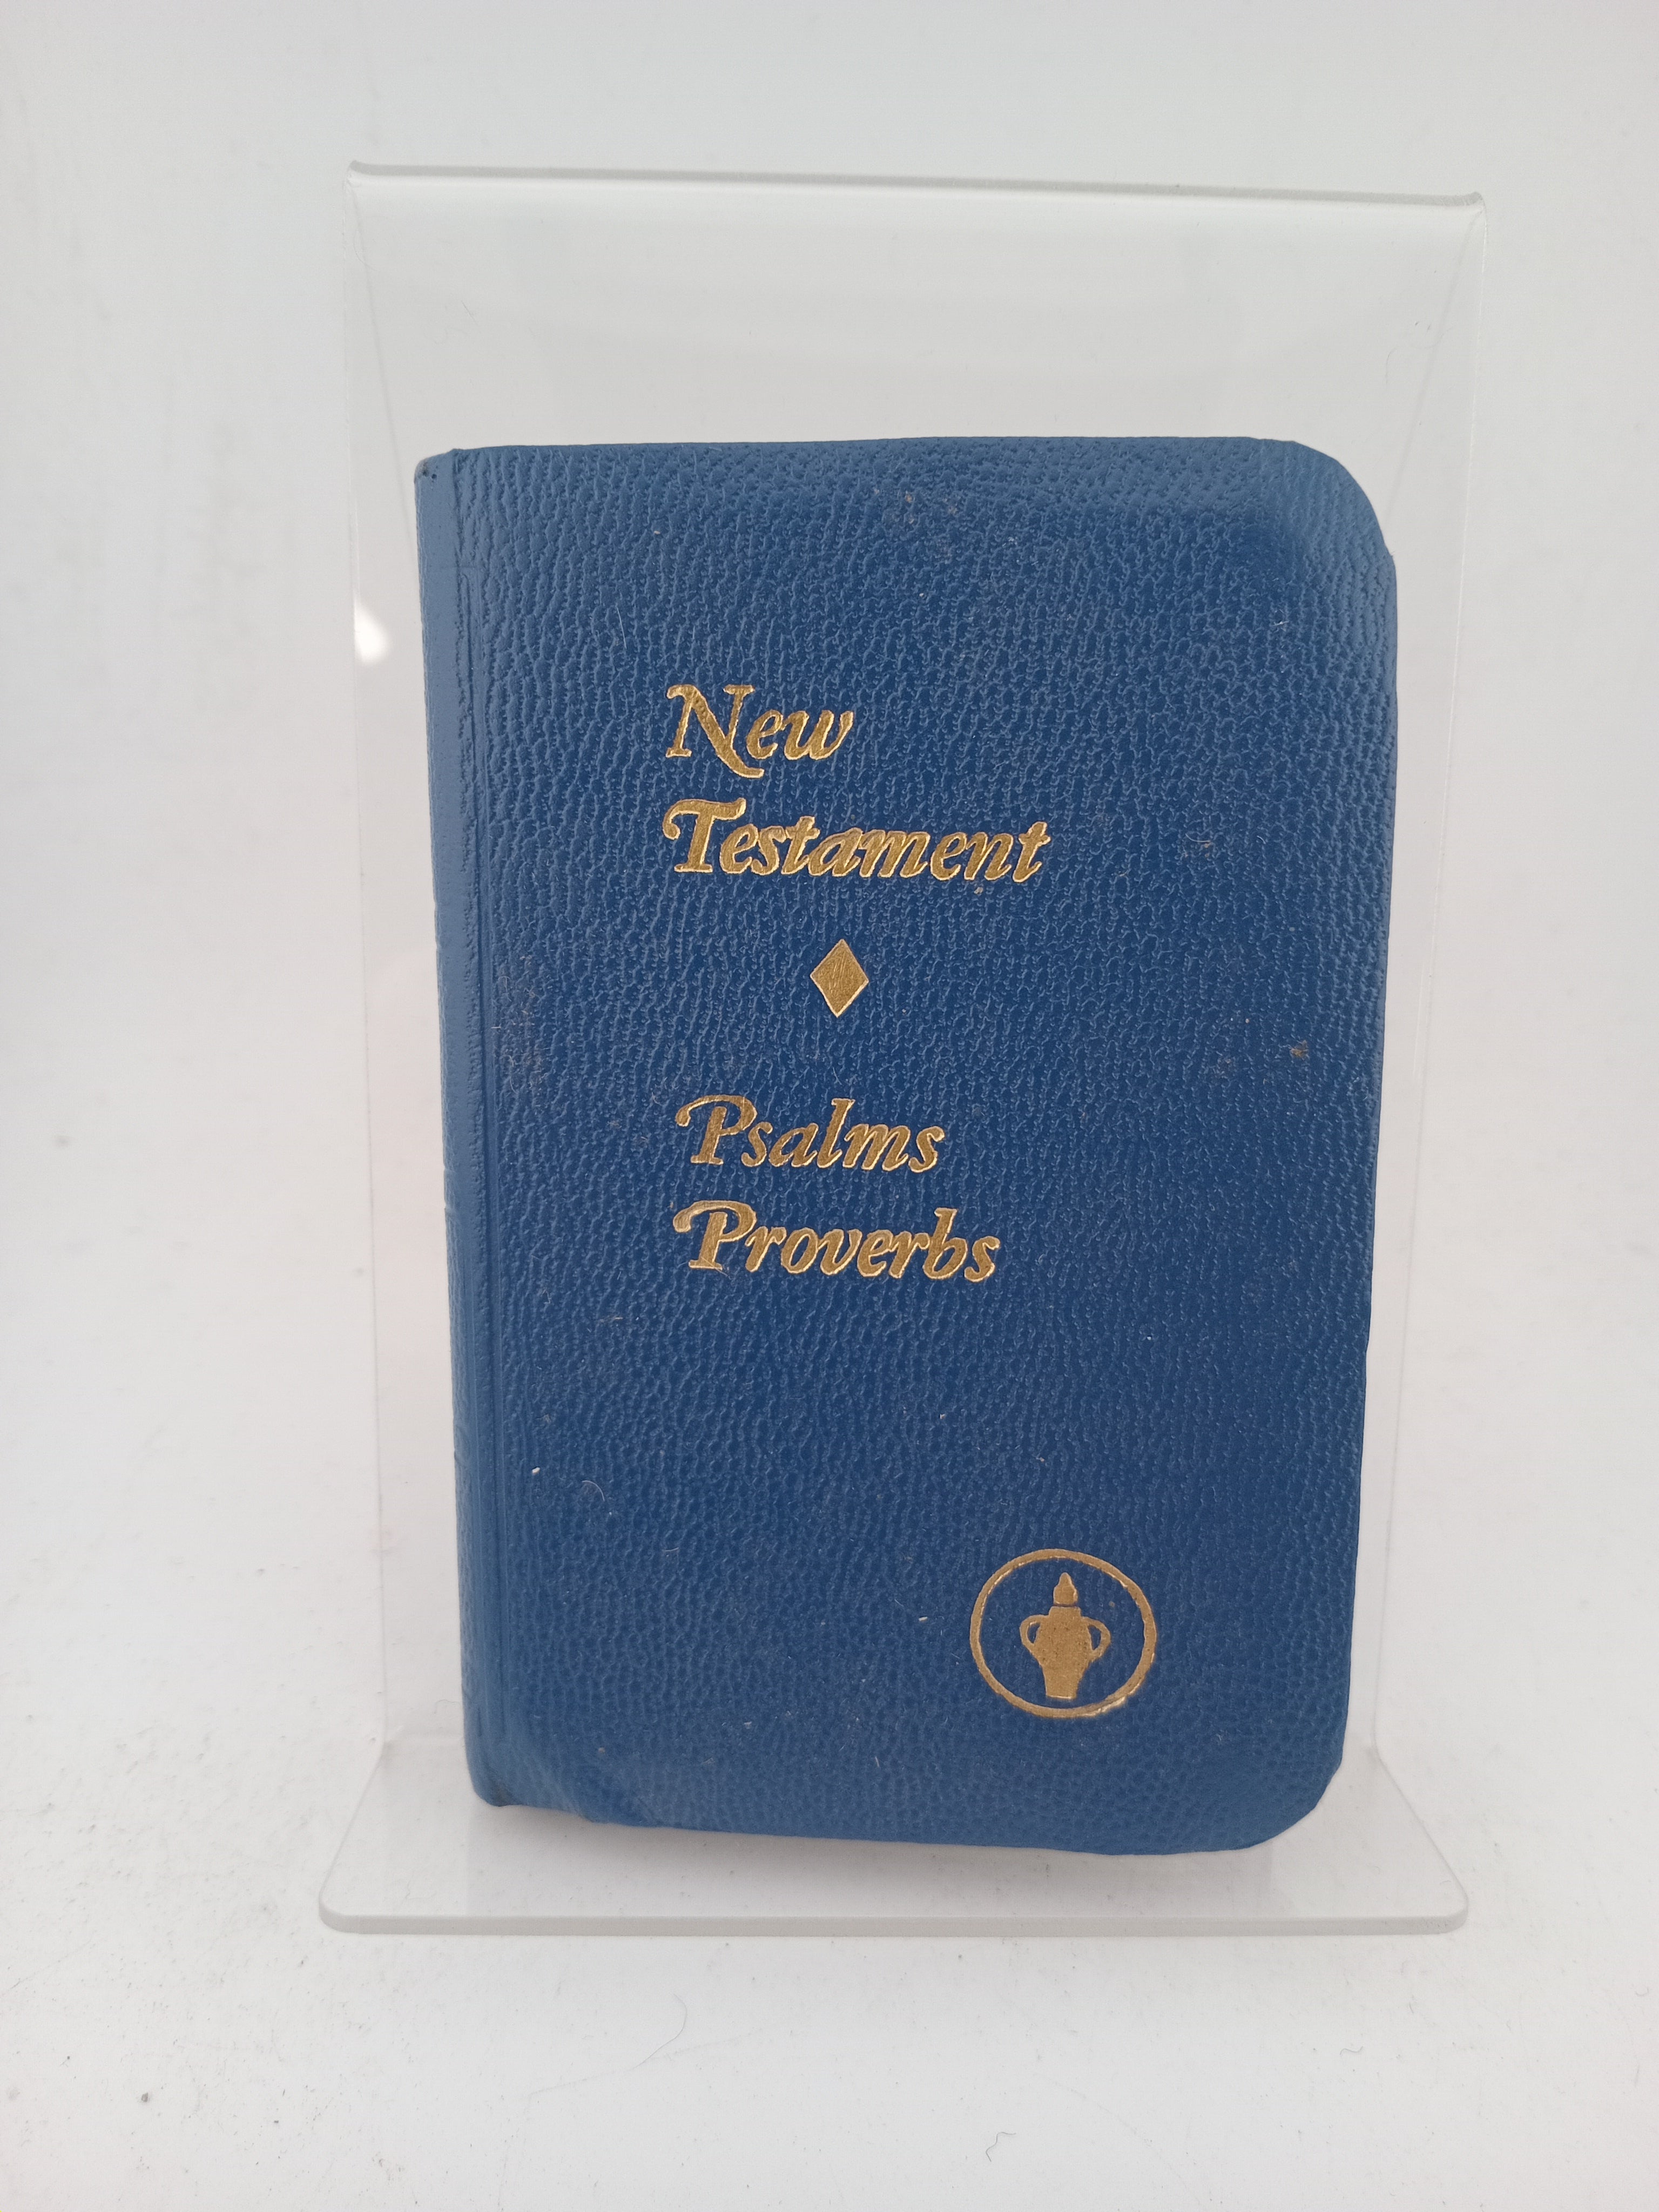 New
Testament
Psalms
Proverbs